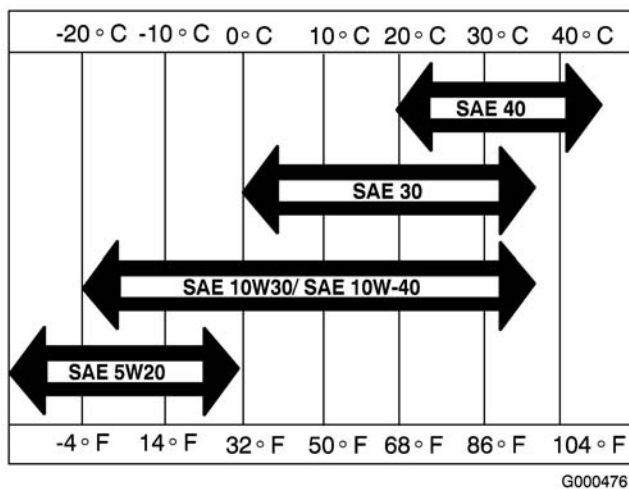 -20 ° C -10 ° C 0 ° C 10 ° C 20 ° C 30 ° C 40 ° C
SAE 40
SAE 30
SAE 10W30/ SAE 10W-40
SAE 5W20
-4 ° F 14 ° F 32 ° F 50 ° F 68 ° F 86 ° F 104 ° F
G000476